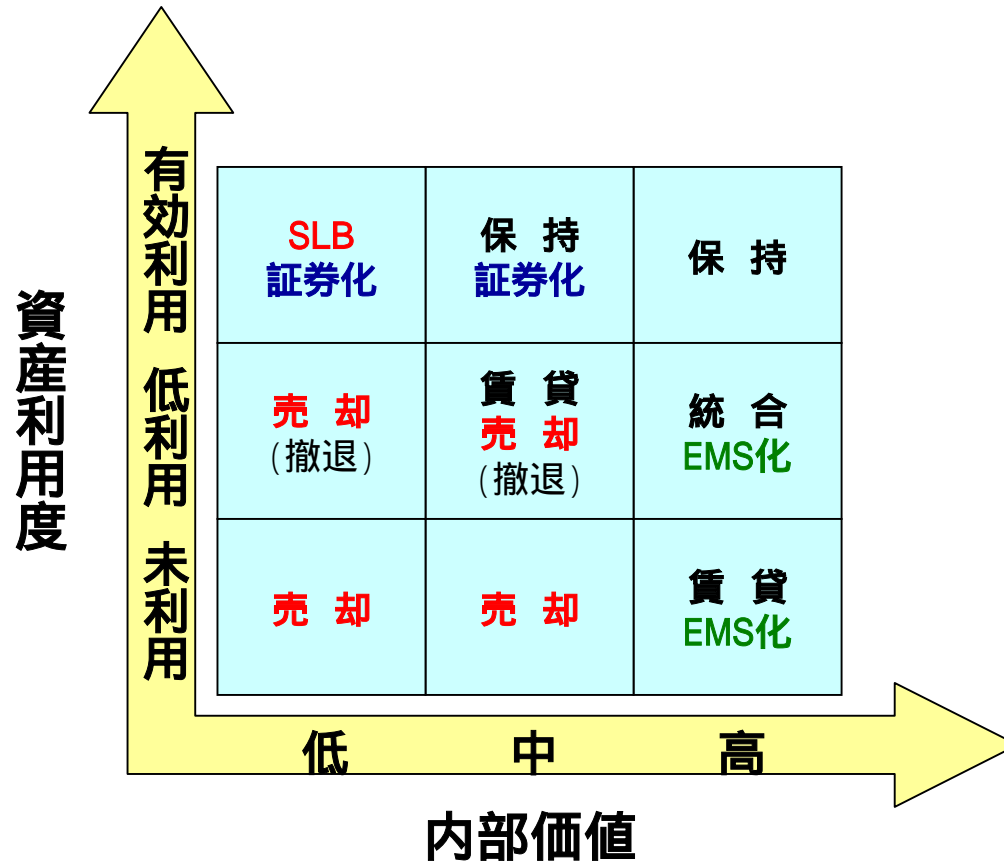 資産利用度
有効利用
低利用
未利用
SLB
証券化
保 持
証券化
保 持
売 却
(撤退)
賃 貸
売 却
(撤退)
統 合
EMS化
売 却
売 却
賃 貸
EMS化
低
中
高
内部価値